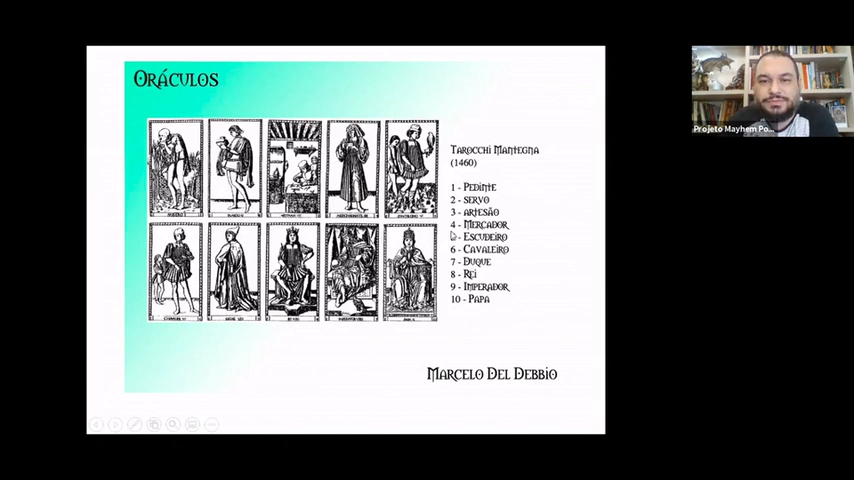 Oráculos
Tarocchi Mantegna
(1460)
1 - Pedinte
2 - servo
3 - artesão
4 - Mercador
5 - Escudeiro
6 - Cavaleiro
7 - Duque
8 - Rei
9 - Imperador
10 - Papa
Marcelo Del Debbio
Projeto Mayhem Po...